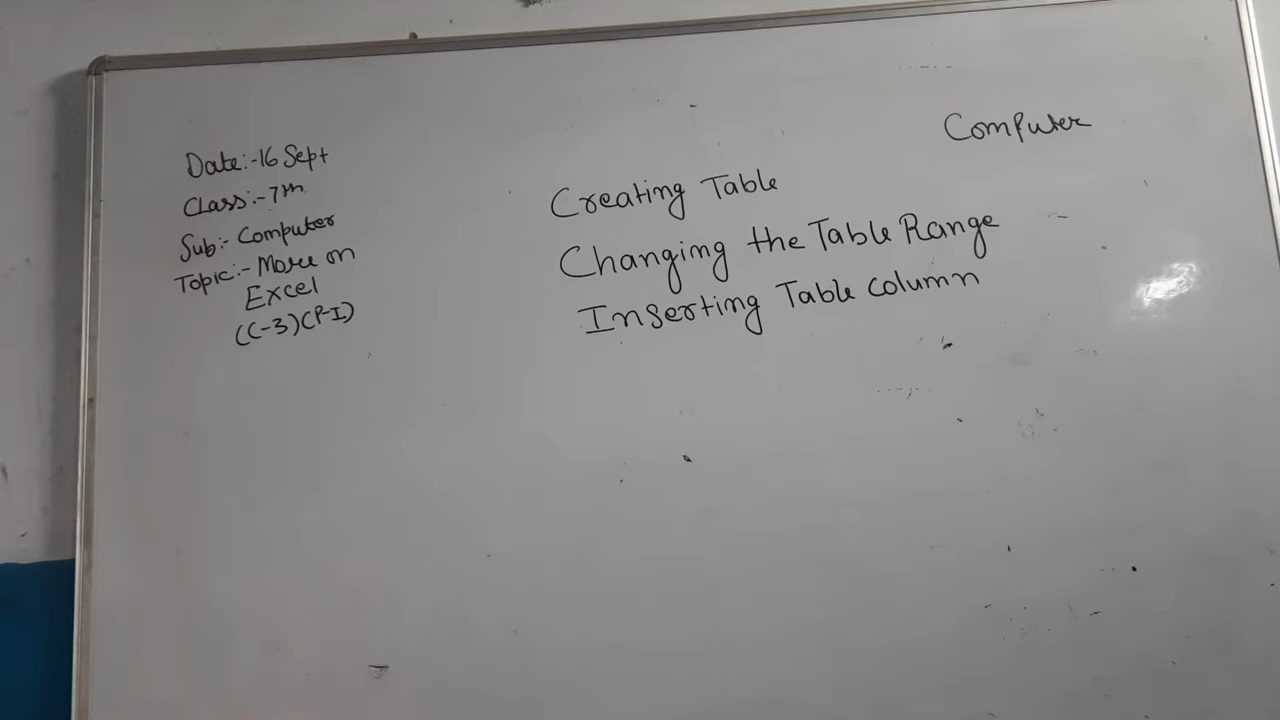 Computer
Date:-16 Sept
Class:-7th
Sub:- Computer
Topic:- More on
Excel
(C-3)(P-I)
Creating Table
Changing the Table Range
Inserting Table column